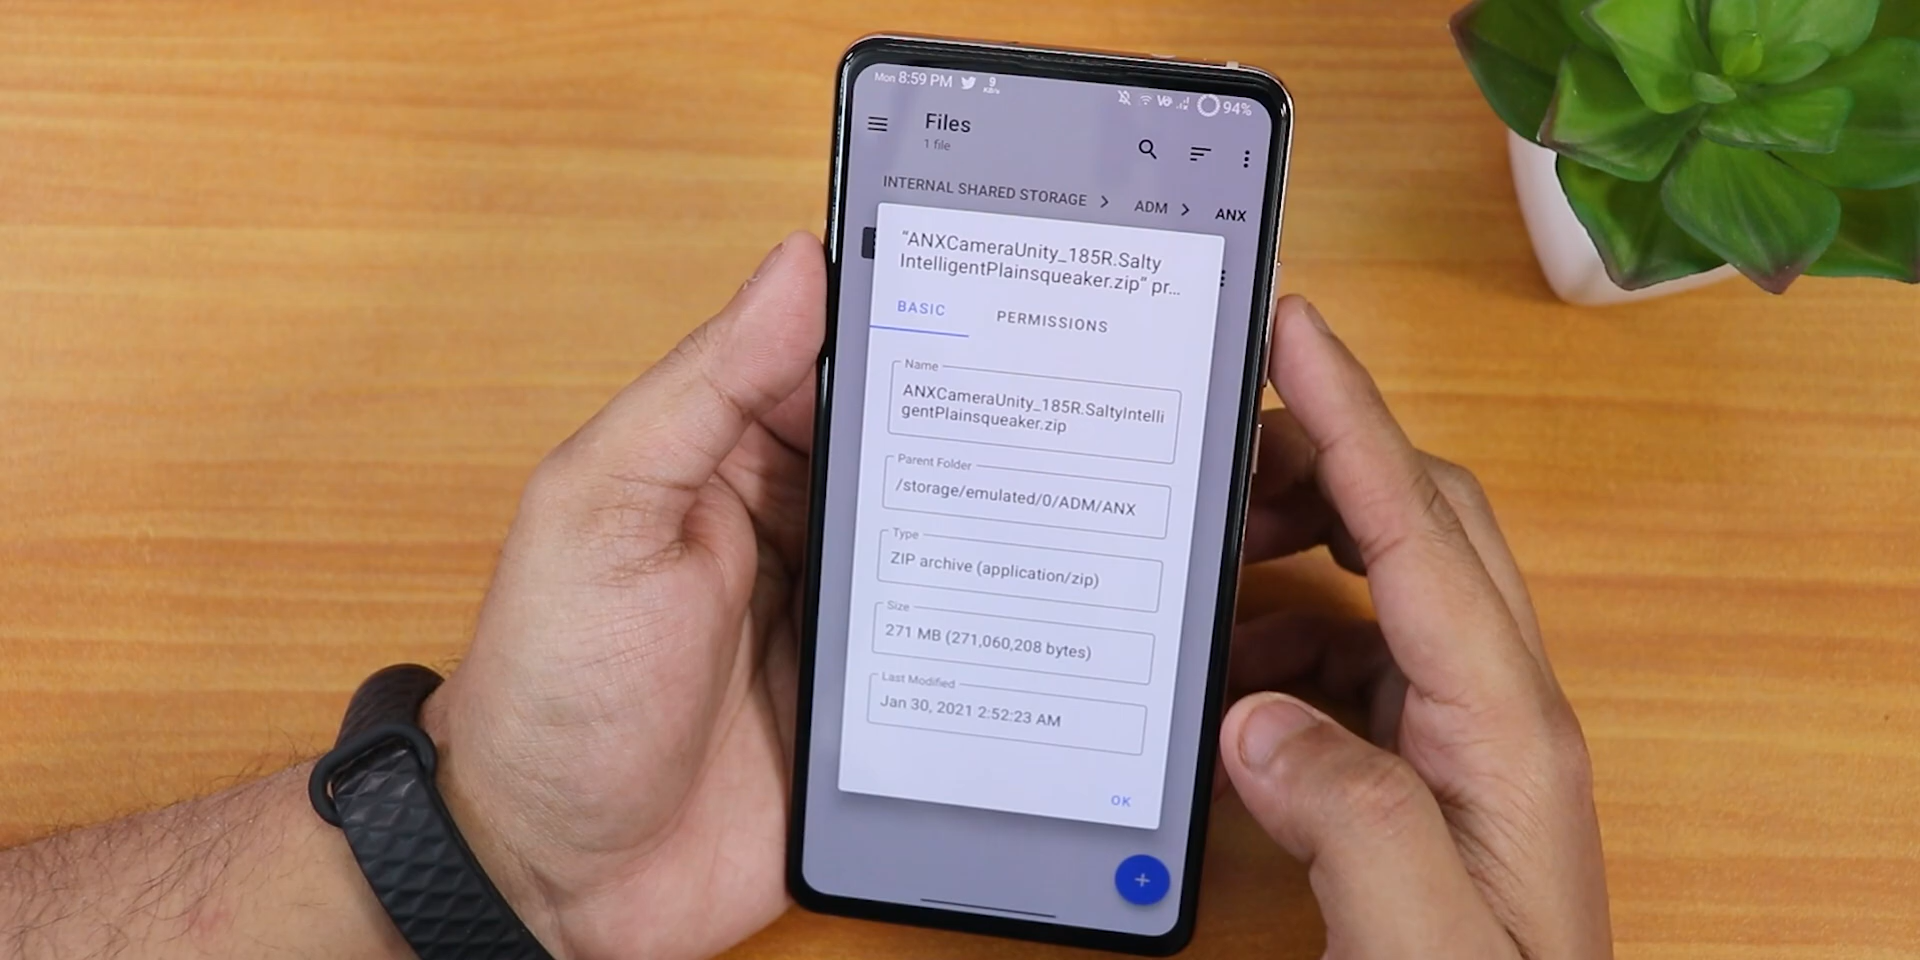 Mon 8:59 PM 9 KB/s 94%
Files
1 file
INTERNAL SHARED STORAGE > ADM > ANX
"ANXCameraUnity_185R.Salty
IntelligentPlainsqueaker.zip" pr...
BASIC PERMISSIONS
Name
ANXCameraUnity_185R.SaltyIntelli
gentPlainsqueaker.zip
Parent Folder
/storage/emulated/0/ADM/ANX
Type
ZIP archive (application/zip)
Size
271 MB (271,060,208 bytes)
Last Modified
Jan 30, 2021 2:52:23 AM
OK